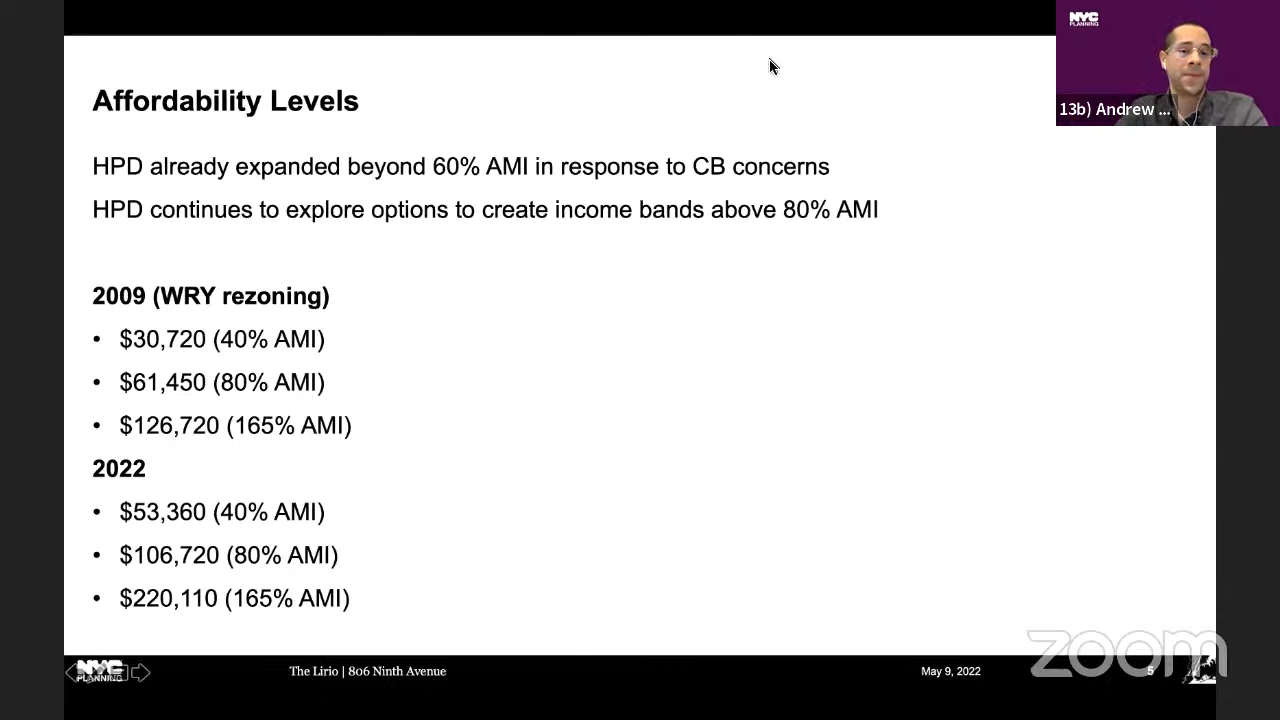 NYC
PLANNING
13b) Andrew ...
Affordability Levels
HPD already expanded beyond 60% AMI in response to CB concerns
HPD continues to explore options to create income bands above 80% AMI
2009 (WRY rezoning)
• $30,720 (40% AMI)
• $61,450 (80% AMI)
• $126,720 (165% AMI)
2022
• $53,360 (40% AMI)
• $106,720 (80% AMI)
• $220,110 (165% AMI)
zoom
NYC
PLANNING
The Lirio | 806 Ninth Avenue
May 9, 2022
5